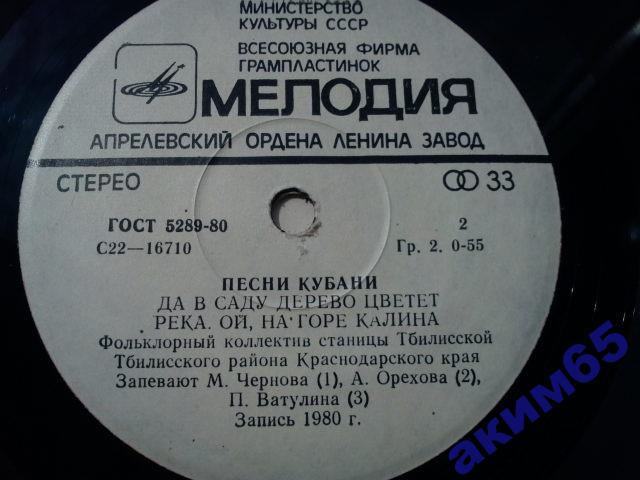 МИНИСТЕРСТВО
КУЛЬТУРЫ СССР
ВСЕСОЮЗНАЯ ФИРМА
ГРАМПЛАСТИНОК
МЕЛОДИЯ
АПРЕЛЕВСКИЙ ОРДЕНА ЛЕНИНА ЗАВОД
СТЕРЕО 33
ГОСТ 5289-80 2
С22—16710 Гр. 2. 0-55
ПЕСНИ КУБАНИ
ДА В САДУ ДЕРЕВО ЦВЕТЕТ
РЕКА. ОЙ, НА ГОРЕ КАЛИНА
Фольклорный коллектив станицы Тбилисской
Тбилисского района Краснодарского края
Запевают М. Чернова (1), А. Орехова (2),
П. Ватулина (3)
Запись 1980 г.
аким65